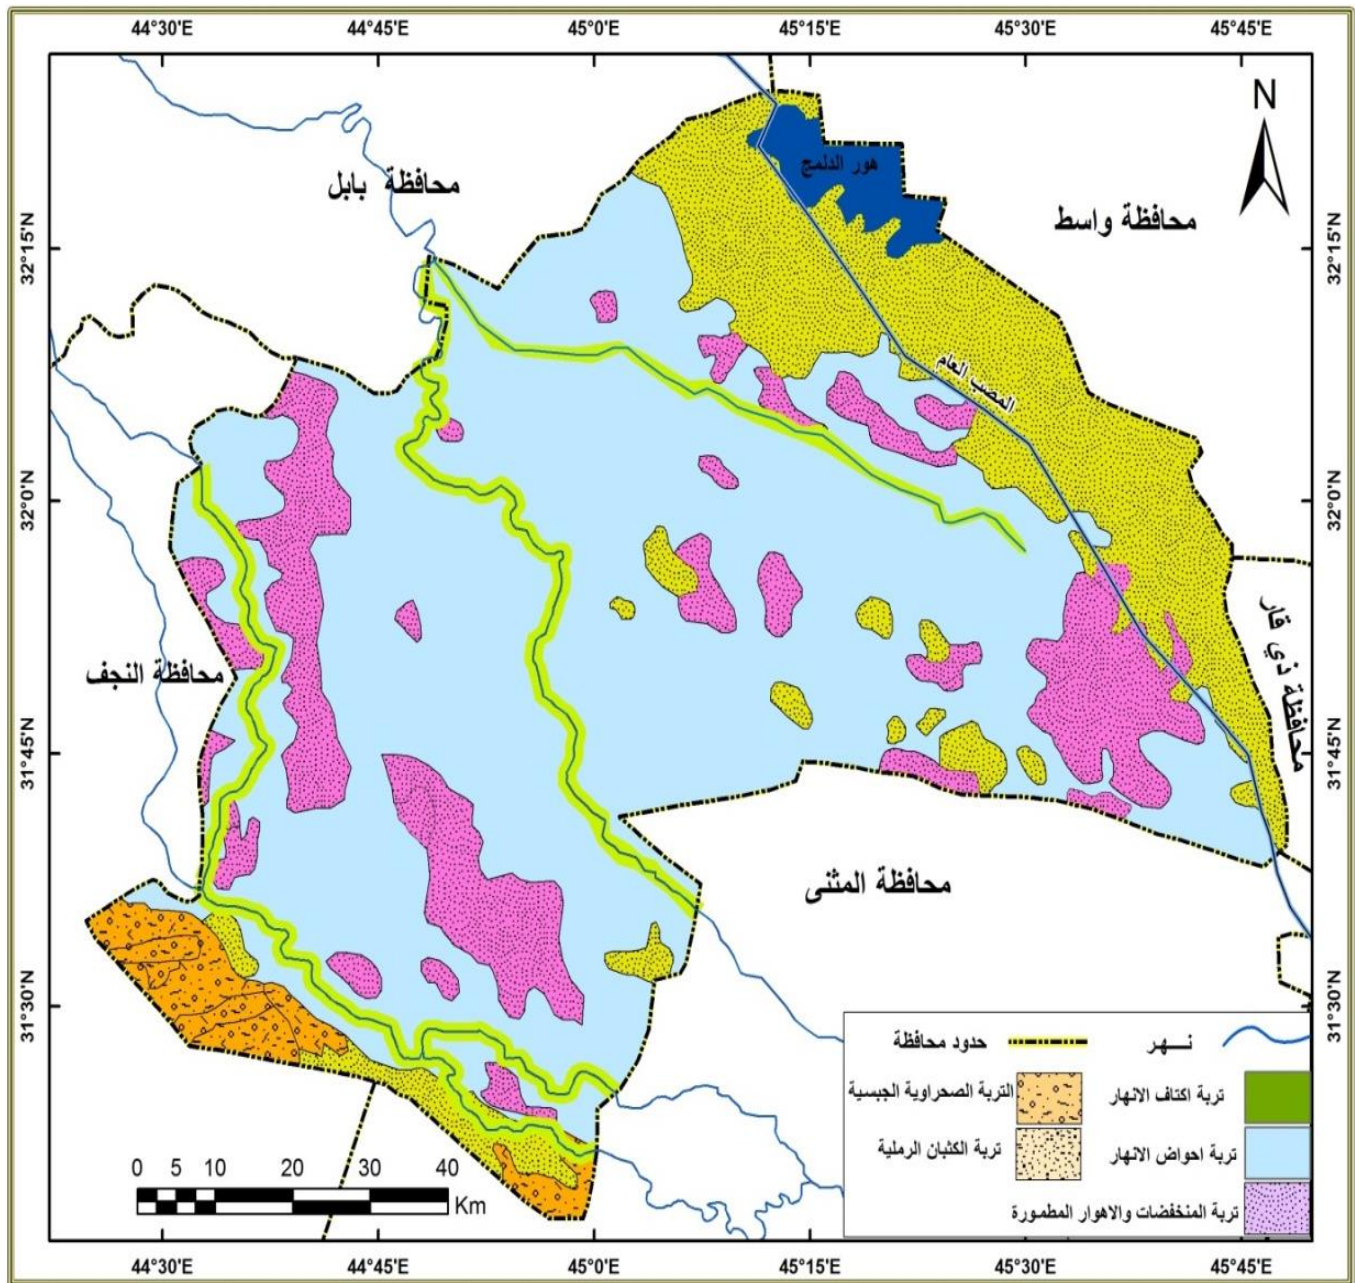 44°30'E 44°45'E 45°0'E 45°15'E 45°30'E 45°45'E
N
هور الدلمج
محافظة بابل
محافظة واسط
32°15'N 32°15'N
المصب العام
32°0'N 32°0'N
محافظة ذي قار
محافظة النجف
31°45'N 31°45'N
محافظة المثنى
31°30'N 31°30'N
نـــهر حدود محافظة
تربة اكتاف الانهار التربة الصحراوية الجبسية
تربة احواض الانهار تربة الكثبان الرملية
تربة المنخفضات والاهوار المطمورة
0 5 10 20 30 40
Km
44°30'E 44°45'E 45°0'E 45°15'E 45°30'E 45°45'E